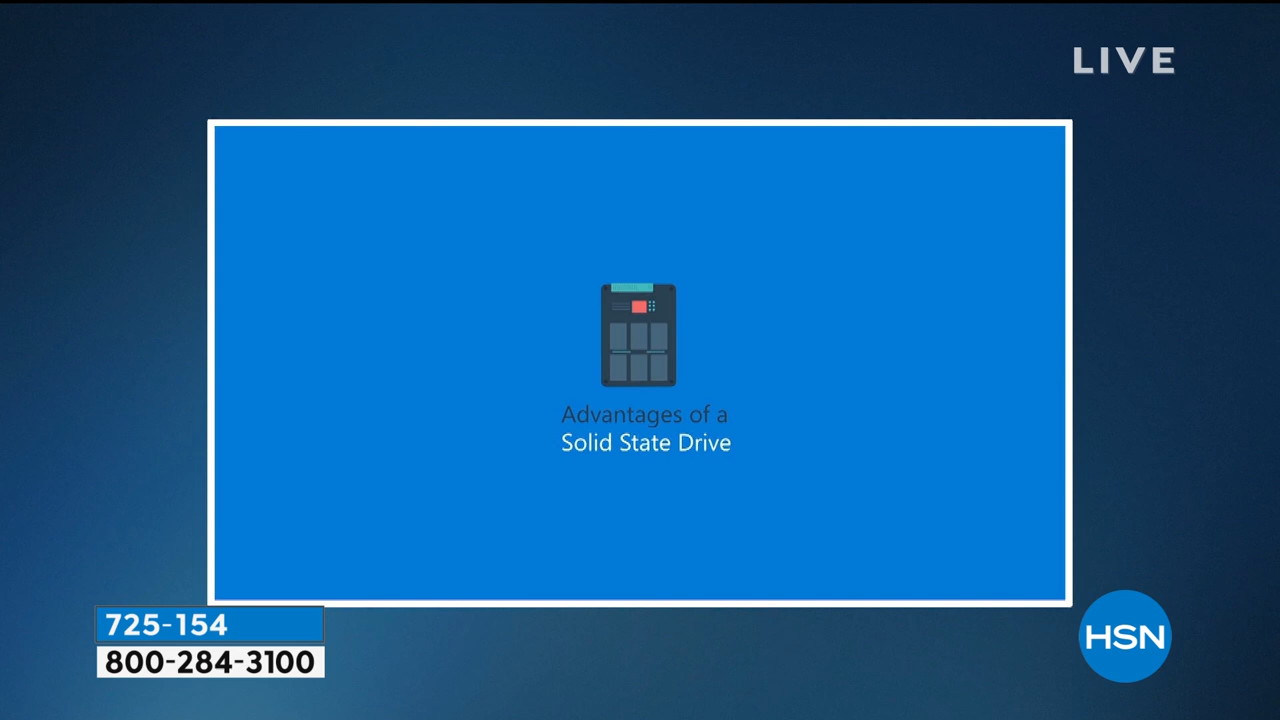 LIVE
Advantages of a
Solid State Drive
725-154
800-284-3100
HSN